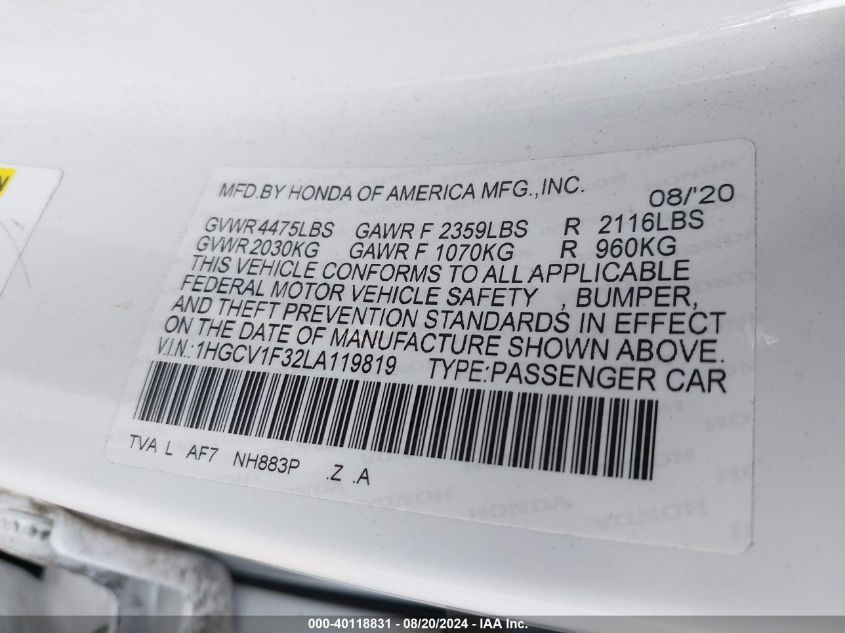 MFD.BY HONDA OF AMERICA MFG.,INC. 08/'20
GVWR 4475LBS GAWR F 2359LBS R 2116LBS
GVWR 2030KG GAWR F 1070KG R 960KG
THIS VEHICLE CONFORMS TO ALL APPLICABLE
FEDERAL MOTOR VEHICLE SAFETY , BUMPER,
AND THEFT PREVENTION STANDARDS IN EFFECT
ON THE DATE OF MANUFACTURE SHOWN ABOVE.
V.I.N.:1HGCV1F32LA119819 TYPE:PASSENGER CAR
TVA L AF7 NH883P .Z .A
HONDA HONDA HONDA
000-40118831 - 08/20/2024 - IAA Inc.